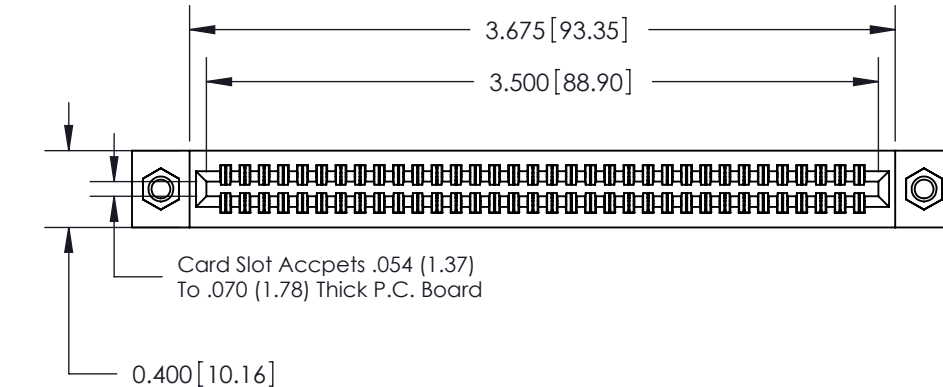 3.675[93.35]
3.500[88.90]
Card Slot Accpets .054 (1.37)
To .070 (1.78) Thick P.C. Board
0.400[10.16]